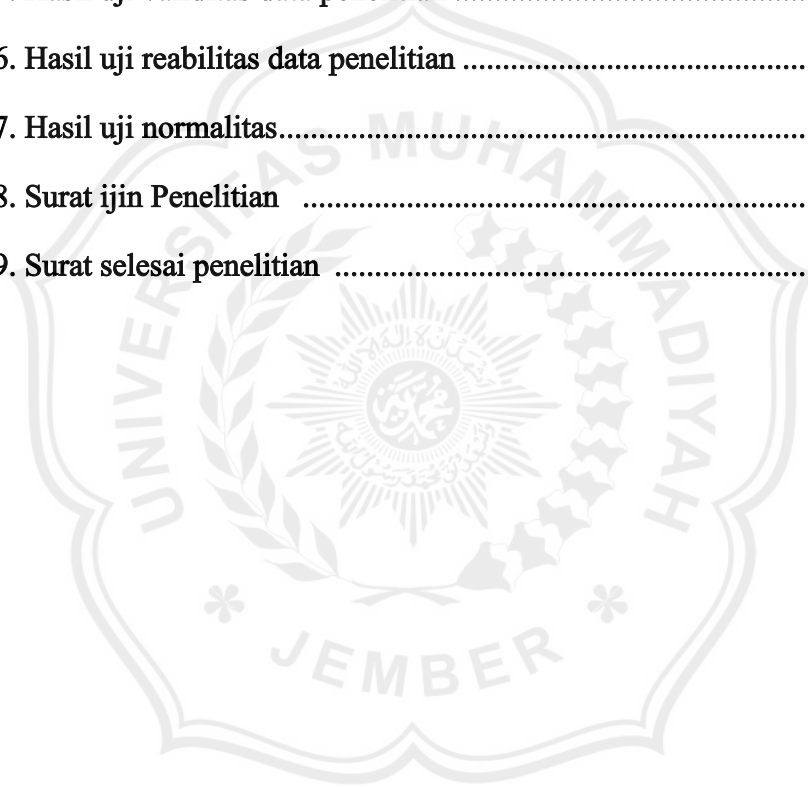 6. Hasil uji reabilitas data penelitian ..........................................
7. Hasil uji normalitas.................................................................
8. Surat ijin Penelitian ..............................................................
9. Surat selesai penelitian ..........................................................
UNIVERSITAS MUHAMMADIYAH
JEMBER